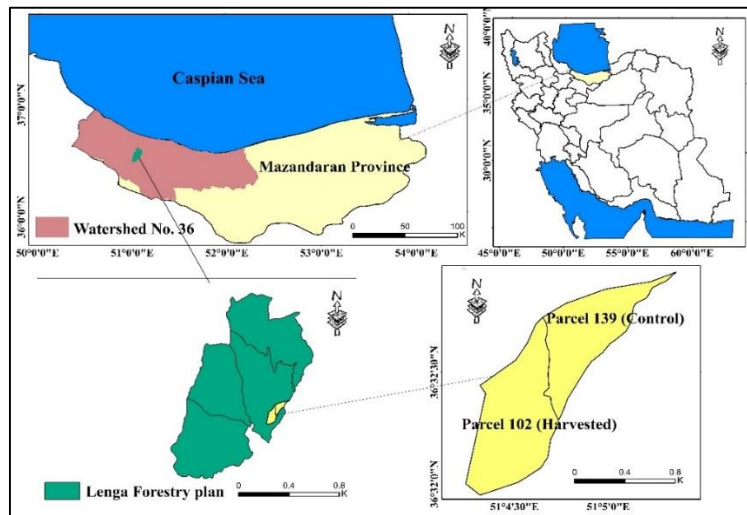 N
Caspian Sea
37°0'0"N
Mazandaran Province
36°0'0"N
Watershed No. 36
0 50 100
K
50°0'0"E 51°0'0"E 52°0'0"E 53°0'0"E 54°0'0"E
N
40°0'0"N
35°0'0"N
30°0'0"N
45°0'0"E 50°0'0"E 55°0'0"E 60°0'0"E
N
Lenga Forestry plan
0 0.4 0.8
K
N
Parcel 139 (Control)
36°32'30"N
Parcel 102 (Harvested)
36°32'0"N
0 0.4 0.8
K
51°4'30"E 51°5'0"E